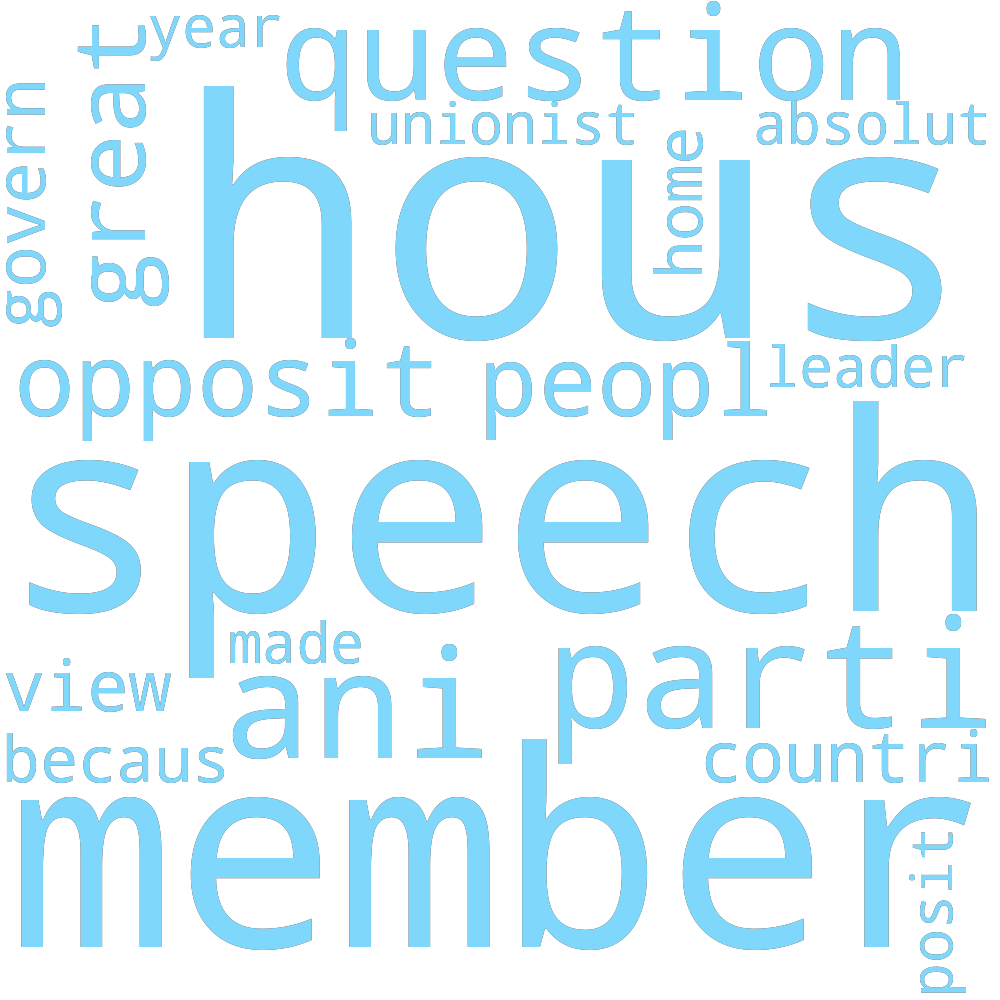 year
question
great
govern
unionist
absolut
home
hous
opposit
peopl
leader
speech
made
view
ani
parti
becaus
countri
member
posit